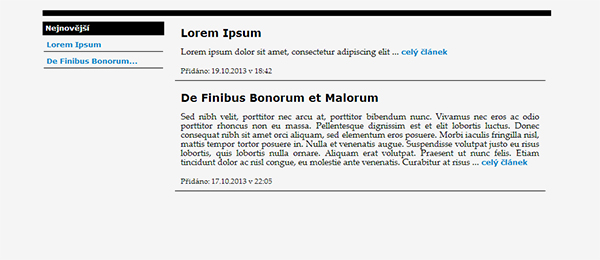 Nejnovější
Lorem Ipsum
De Finibus Bonorum...
Lorem Ipsum
Lorem ipsum dolor sit amet, consectetur adipiscing elit ... celý článek
Přidáno: 19.10.2013 v 18:42
De Finibus Bonorum et Malorum
Sed nibh velit, porttitor nec arcu at, porttitor bibendum nunc. Vivamus nec eros ac odio
porttitor rhoncus non eu massa. Pellentesque dignissim est et elit lobortis luctus. Donec
consequat nibh sit amet orci aliquam, sed elementum eros posuere. Morbi iaculis fringilla nisl,
mattis tempor tortor posuere in. Nulla et venenatis augue. Suspendisse volutpat justo eu risus
lobortis, quis lobortis nulla ornare. Aliquam erat volutpat. Praesent ut nunc felis. Etiam
tincidunt dolor ac nisl congue, eu molestie ante venenatis. Curabitur at risus ... celý článek
Přidáno: 17.10.2013 v 22:05